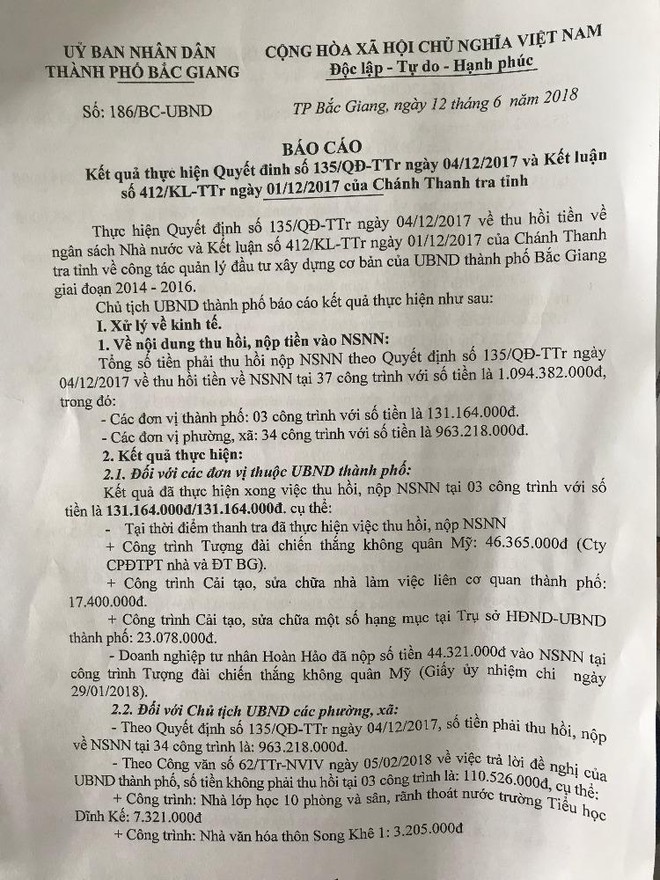 UỶ BAN NHÂN DÂN
THÀNH PHỐ BẮC GIANG
Số: 186/BC-UBND
CỘNG HÒA XÃ HỘI CHỦ NGHĨA VIỆT NAM
Độc lập - Tự do - Hạnh phúc
TP Bắc Giang, ngày 12 tháng 6 năm 2018
BÁO CÁO
Kết quả thực hiện Quyết đinh số 135/QĐ-TTr ngày 04/12/2017 và Kết luận
số 412/KL-TTr ngày 01/12/2017 của Chánh Thanh tra tỉnh
Thực hiện Quyết định số 135/QĐ-TTr ngày 04/12/2017 về thu hồi tiền về
ngân sách Nhà nước và Kết luận số 412/KL-TTr ngày 01/12/2017 của Chánh Thanh
tra tỉnh về công tác quản lý đầu tư xây dựng cơ bản của UBND thành phố Bắc Giang
giai đoạn 2014 - 2016.
Chủ tịch UBND thành phố báo cáo kết quả thực hiện như sau:
I. Xử lý về kinh tế.
1. Về nội dung thu hồi, nộp tiền vào NSNN:
Tổng số tiền phải thu hồi nộp NSNN theo Quyết định số 135/QĐ-TTr ngày
04/12/2017 về thu hồi tiền về NSNN tại 37 công trình với số tiền là 1.094.382.000đ,
trong đó:
- Các đơn vị thành phố: 03 công trình với số tiền là 131.164.000đ.
- Các đơn vị phường, xã: 34 công trình với số tiền là 963.218.000đ.
2. Kết quả thực hiện:
2.1. Đối với các đơn vị thuộc UBND thành phố:
Kết quả đã thực hiện xong việc thu hồi, nộp NSNN tại 03 công trình với số
tiền là 131.164.000đ/131.164.000đ. cụ thể:
- Tại thời điểm thanh tra đã thực hiện việc thu hồi, nộp NSNN
+ Công trình Tượng đài chiến thắng không quân Mỹ: 46.365.000đ (Cty
CPĐTPT nhà và ĐT BG).
+ Công trình Cải tạo, sửa chữa nhà làm việc liên cơ quan thành phố:
17.400.000đ.
+ Công trình Cải tạo, sửa chữa một số hạng mục tại Trụ sở HĐND-UBND
thành phố: 23.078.000đ.
- Doanh nghiệp tư nhân Hoàn Hảo đã nộp số tiền 44.321.000đ vào NSNN tại
công trình Tượng đài chiến thắng không quân Mỹ (Giấy ủy nhiệm chi ngày
29/01/2018).
2.2. Đối với Chủ tịch UBND các phường, xã:
- Theo Quyết định số 135/QĐ-TTr ngày 04/12/2017, số tiền phải thu hồi, nộp
về NSNN tại 34 công trình là: 963.218.000đ.
- Theo Công văn số 62/TTr-NVIV ngày 05/02/2018 về việc trả lời đề nghị của
UBND thành phố, số tiền không phải thu hồi tại 03 công trình là: 110.526.000đ, cụ thể:
+ Công trình: Nhà lớp học 10 phòng và sân, rãnh thoát nước trường Tiểu học
Dĩnh Kế: 7.321.000đ
+ Công trình: Nhà văn hóa thôn Song Khê 1: 3.205.000đ